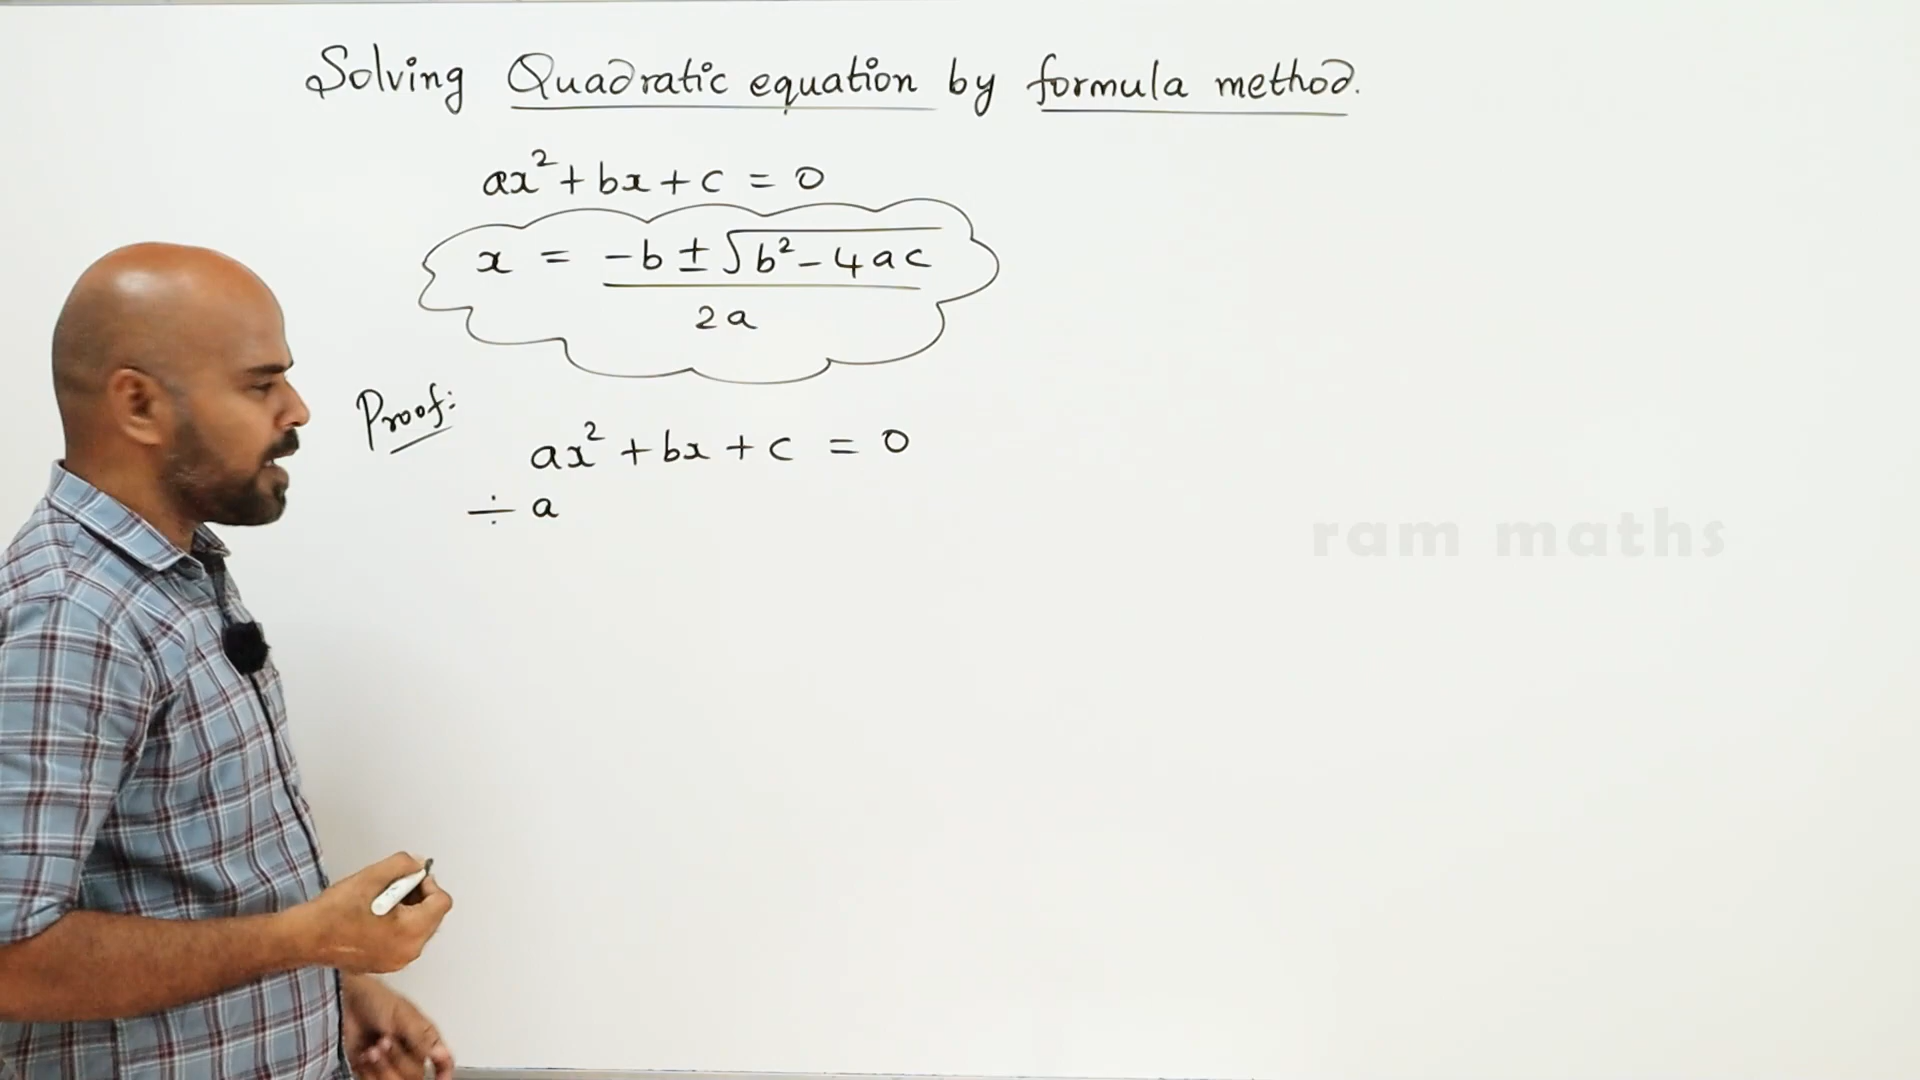 Solving Quadratic equation by formula method.
ax² + bx + c = 0
x = -b ± √b² - 4ac
2a
Proof:
ax² + bx + c = 0
÷ a
ram maths